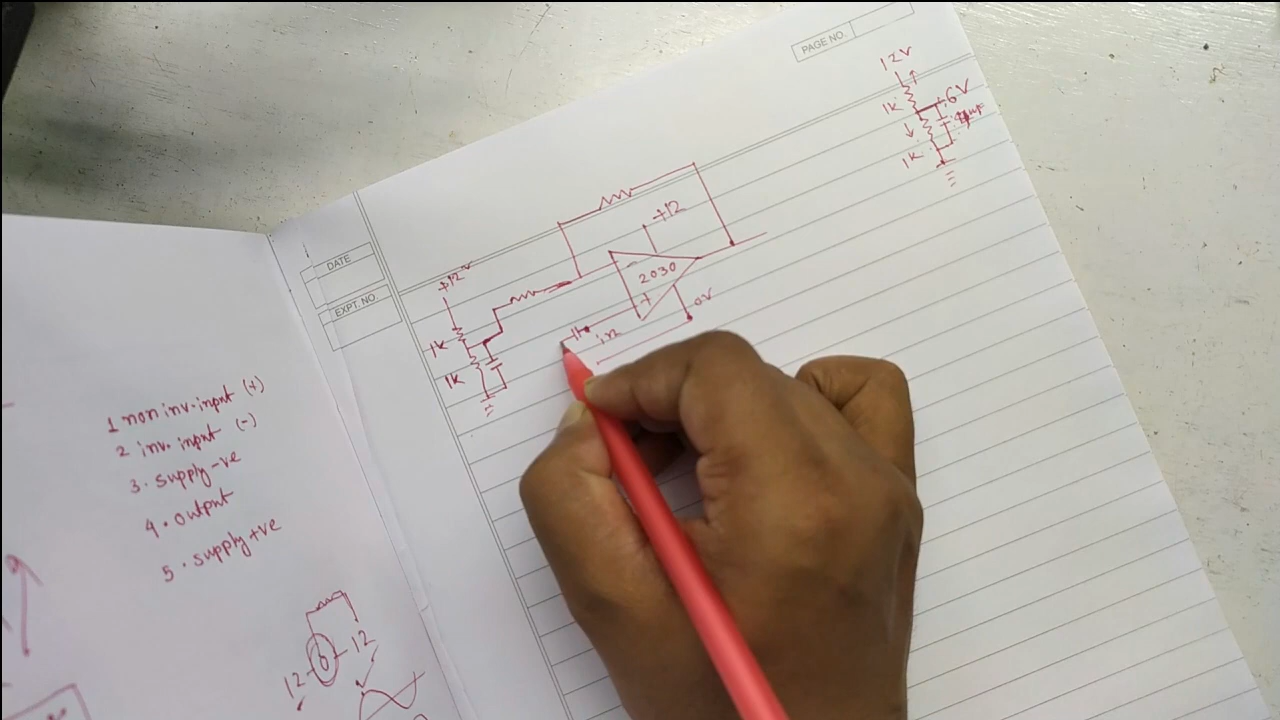 PAGE NO.
12V
1K
6V
1K
DATE
EXPT. NO.
+12
2030
+12V
0V
in
1K
1K
1 non inv. input (+)
2 inv. input (-)
3. supply-ve
4. output
5. supply+ve
12
6
12